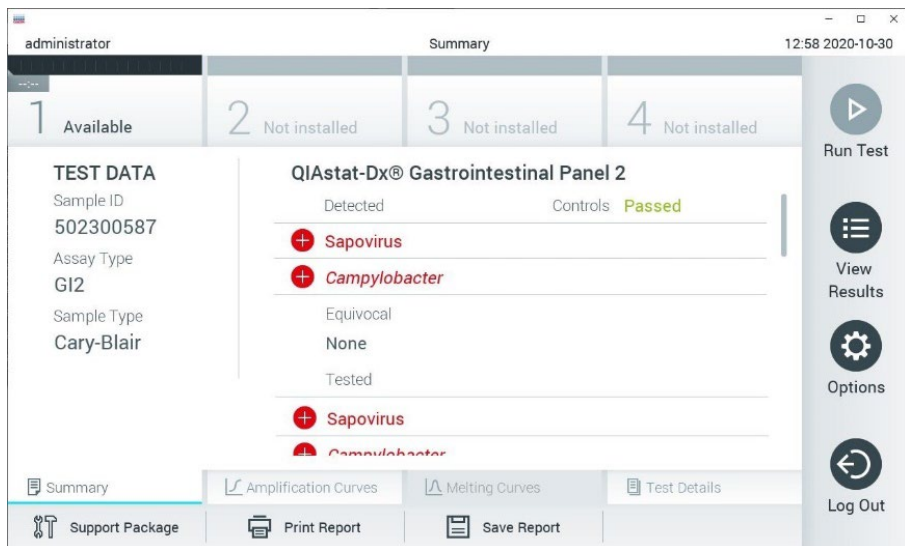 administrator Summary 12:58 2020-10-30
--:--
1 Available 2 Not installed 3 Not installed 4 Not installed
Run Test
TEST DATA
Sample ID
502300587
Assay Type
GI2
Sample Type
Cary-Blair
QIAstat-Dx® Gastrointestinal Panel 2
Detected Controls Passed
Sapovirus
Campylobacter
Equivocal
None
Tested
Sapovirus
Campylobacter
View
Results
Options
Log Out
Summary Amplification Curves Melting Curves Test Details
Support Package Print Report Save Report